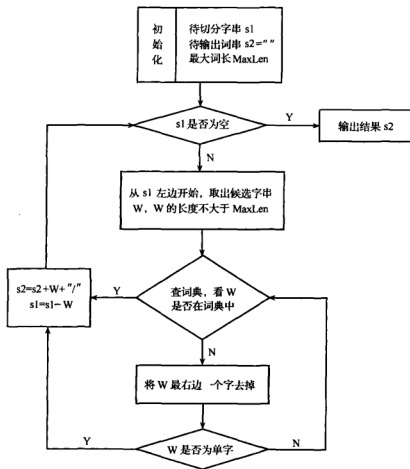 初始化
待切分字串 s1
待输出词串 s2=""
最大词长 MaxLen
s1 是否为空
Y
输出结果 s2
N
从 s1 左边开始，取出候选字串
W，W 的长度不大于 MaxLen
s2=s2+W+"/"
s1=s1-W
Y
查词典，看 W
是否在词典中
N
将 W 最右边一个字去掉
Y
W 是否为单字
N